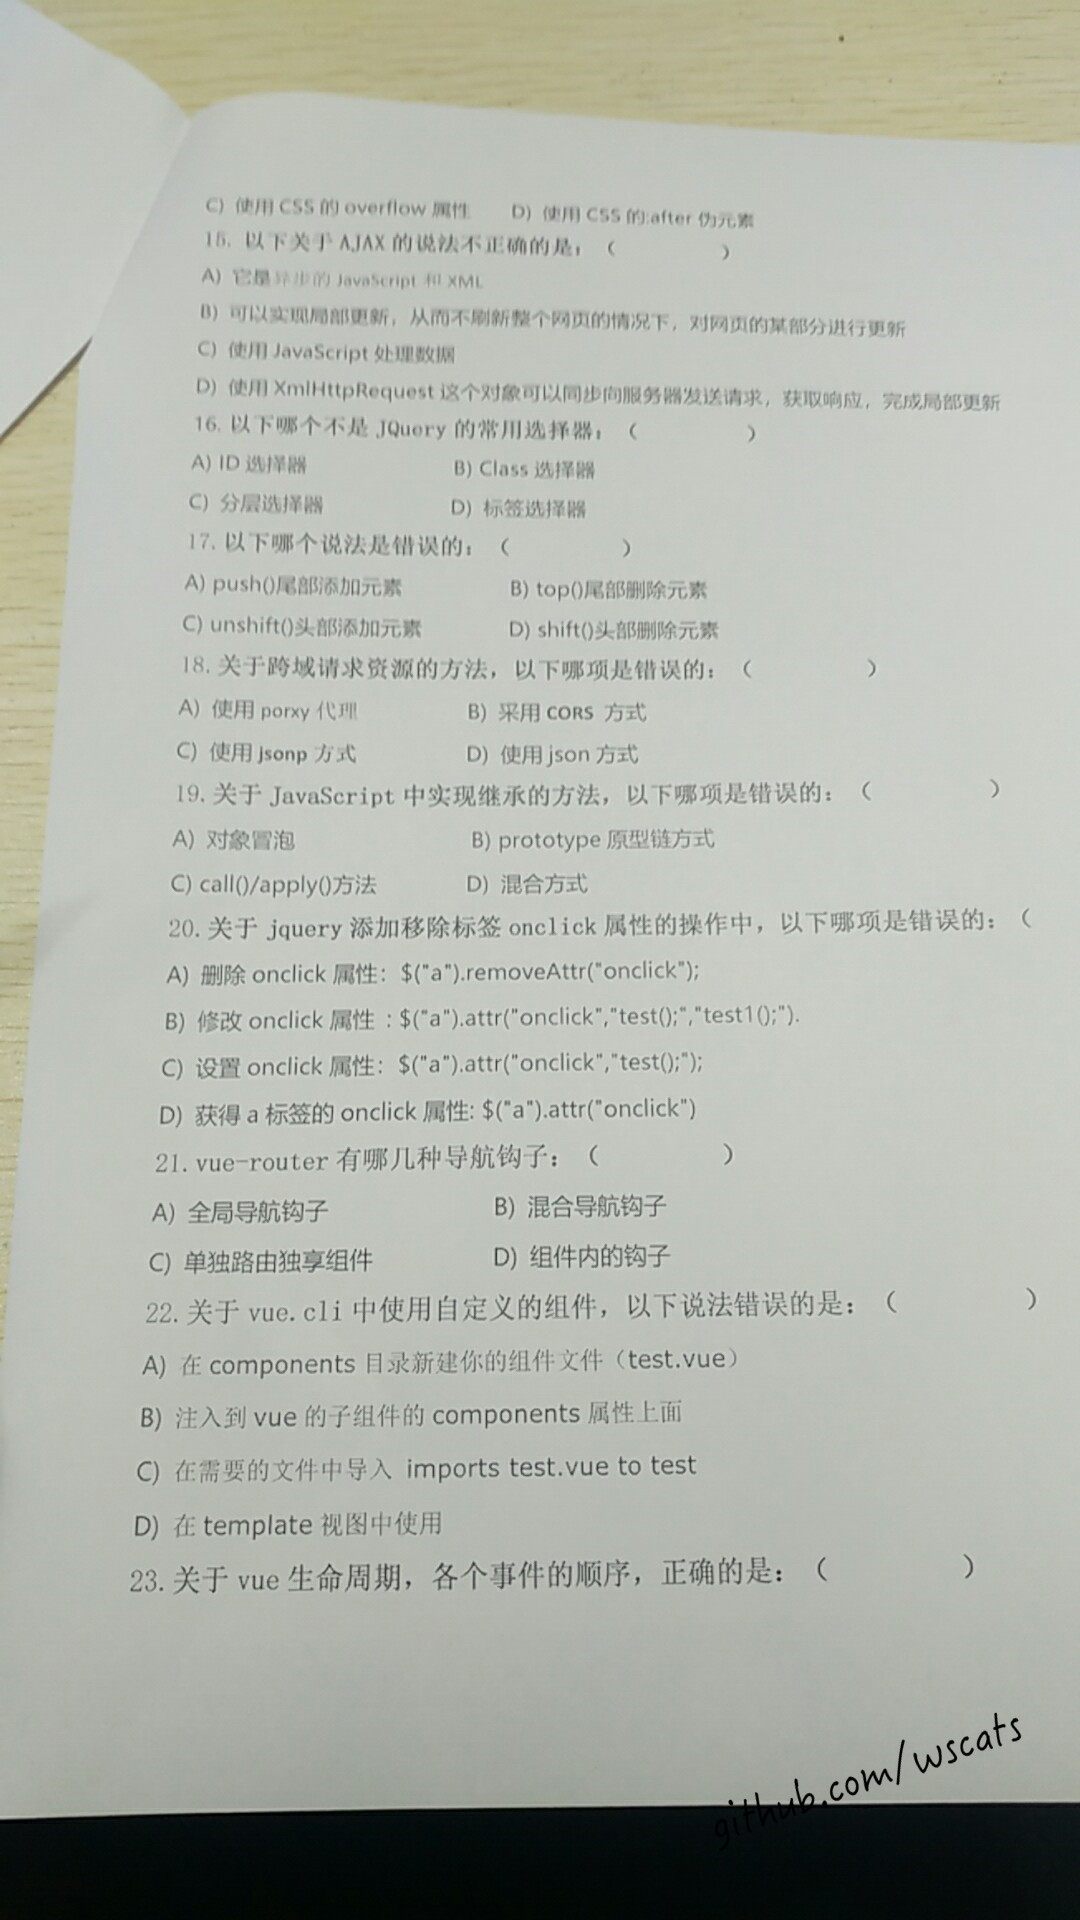 C) 使用 CSS 的 overflow 属性 D) 使用 CSS 的:after 伪元素
15. 以下关于 AJAX 的说法不正确的是：（ ）
A) 它是异步的 JavaScript 和 XML
B) 可以实现局部更新，从而不刷新整个网页的情况下，对网页的某部分进行更新
C) 使用 JavaScript 处理数据
D) 使用 XmlHttpRequest 这个对象可以同步向服务器发送请求，获取响应，完成局部更新
16. 以下哪个不是 JQuery 的常用选择器：（ ）
A) ID 选择器 B) Class 选择器
C) 分层选择器 D) 标签选择器
17. 以下哪个说法是错误的：（ ）
A) push()尾部添加元素 B) top()尾部删除元素
C) unshift()头部添加元素 D) shift()头部删除元素
18. 关于跨域请求资源的方法，以下哪项是错误的：（ ）
A) 使用 porxy 代理 B) 采用 CORS 方式
C) 使用 jsonp 方式 D) 使用 json 方式
19. 关于 JavaScript 中实现继承的方法，以下哪项是错误的：（ ）
A) 对象冒泡 B) prototype 原型链方式
C) call()/apply()方法 D) 混合方式
20. 关于 jquery 添加移除标签 onclick 属性的操作中，以下哪项是错误的：（
A) 删除 onclick 属性：$("a").removeAttr("onclick");
B) 修改 onclick 属性：$("a").attr("onclick","test();","test1();").
C) 设置 onclick 属性：$("a").attr("onclick","test();");
D) 获得 a 标签的 onclick 属性: $("a").attr("onclick")
21. vue-router 有哪几种导航钩子：（ ）
A) 全局导航钩子 B) 混合导航钩子
C) 单独路由独享组件 D) 组件内的钩子
22. 关于 vue.cli 中使用自定义的组件，以下说法错误的是：（ ）
A) 在 components 目录新建你的组件文件（test.vue）
B) 注入到 vue 的子组件的 components 属性上面
C) 在需要的文件中导入 imports test.vue to test
D) 在 template 视图中使用
23. 关于 vue 生命周期，各个事件的顺序，正确的是：（ ）
github.com/wscats